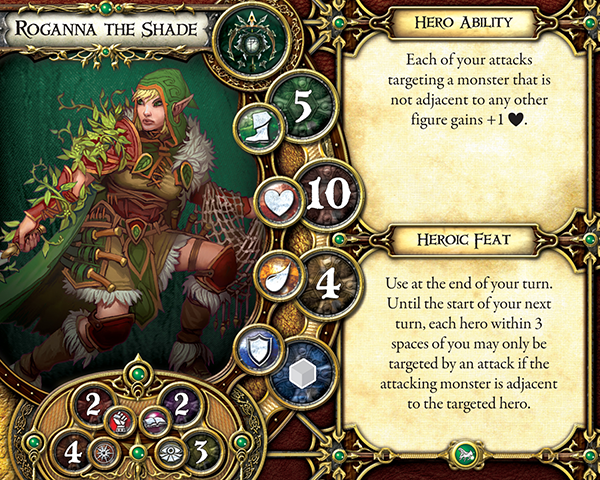 Roganna the Shade
5
10
4
2
2
4
3
Hero Ability
Each of your attacks
targeting a monster that is
not adjacent to any other
figure gains +1 ♥.
Heroic Feat
Use at the end of your turn.
Until the start of your next
turn, each hero within 3
spaces of you may only be
targeted by an attack if the
attacking monster is adjacent
to the targeted hero.